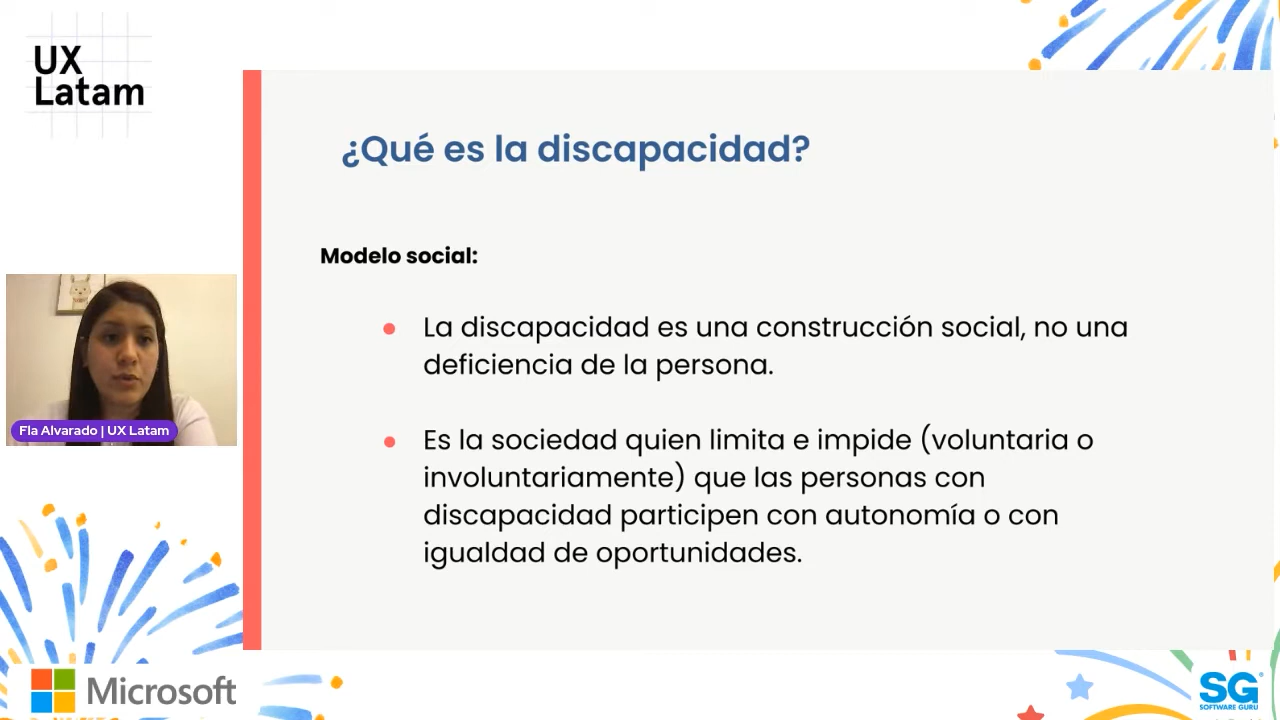 UX
Latam
¿Qué es la discapacidad?
Modelo social:
● La discapacidad es una construcción social, no una
deficiencia de la persona.
● Es la sociedad quien limita e impide (voluntaria o
involuntariamente) que las personas con
discapacidad participen con autonomía o con
igualdad de oportunidades.
Fla Alvarado | UX Latam
Microsoft
SG
SOFTWARE GURU